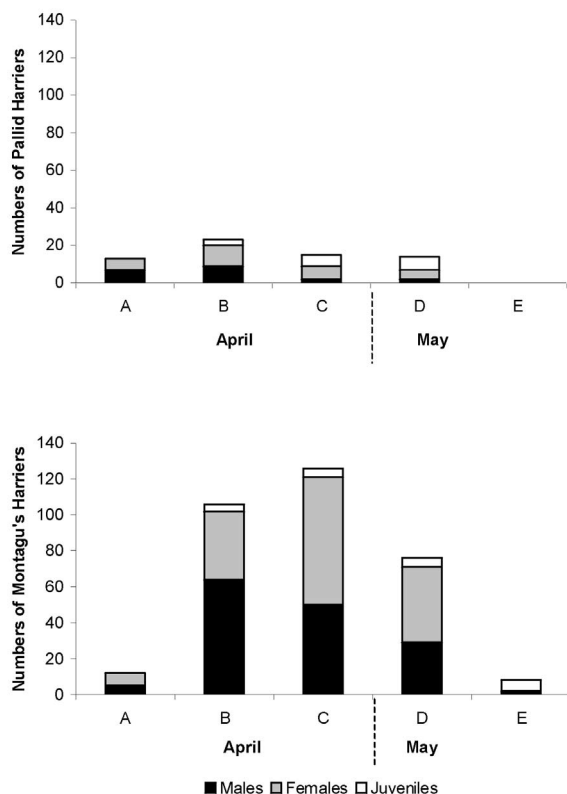 Numbers of Pallid Harriers
140
120
100
80
60
40
20
0
A B C D E
April May
Numbers of Montagu's Harriers
140
120
100
80
60
40
20
0
A B C D E
April May
Males Females Juveniles